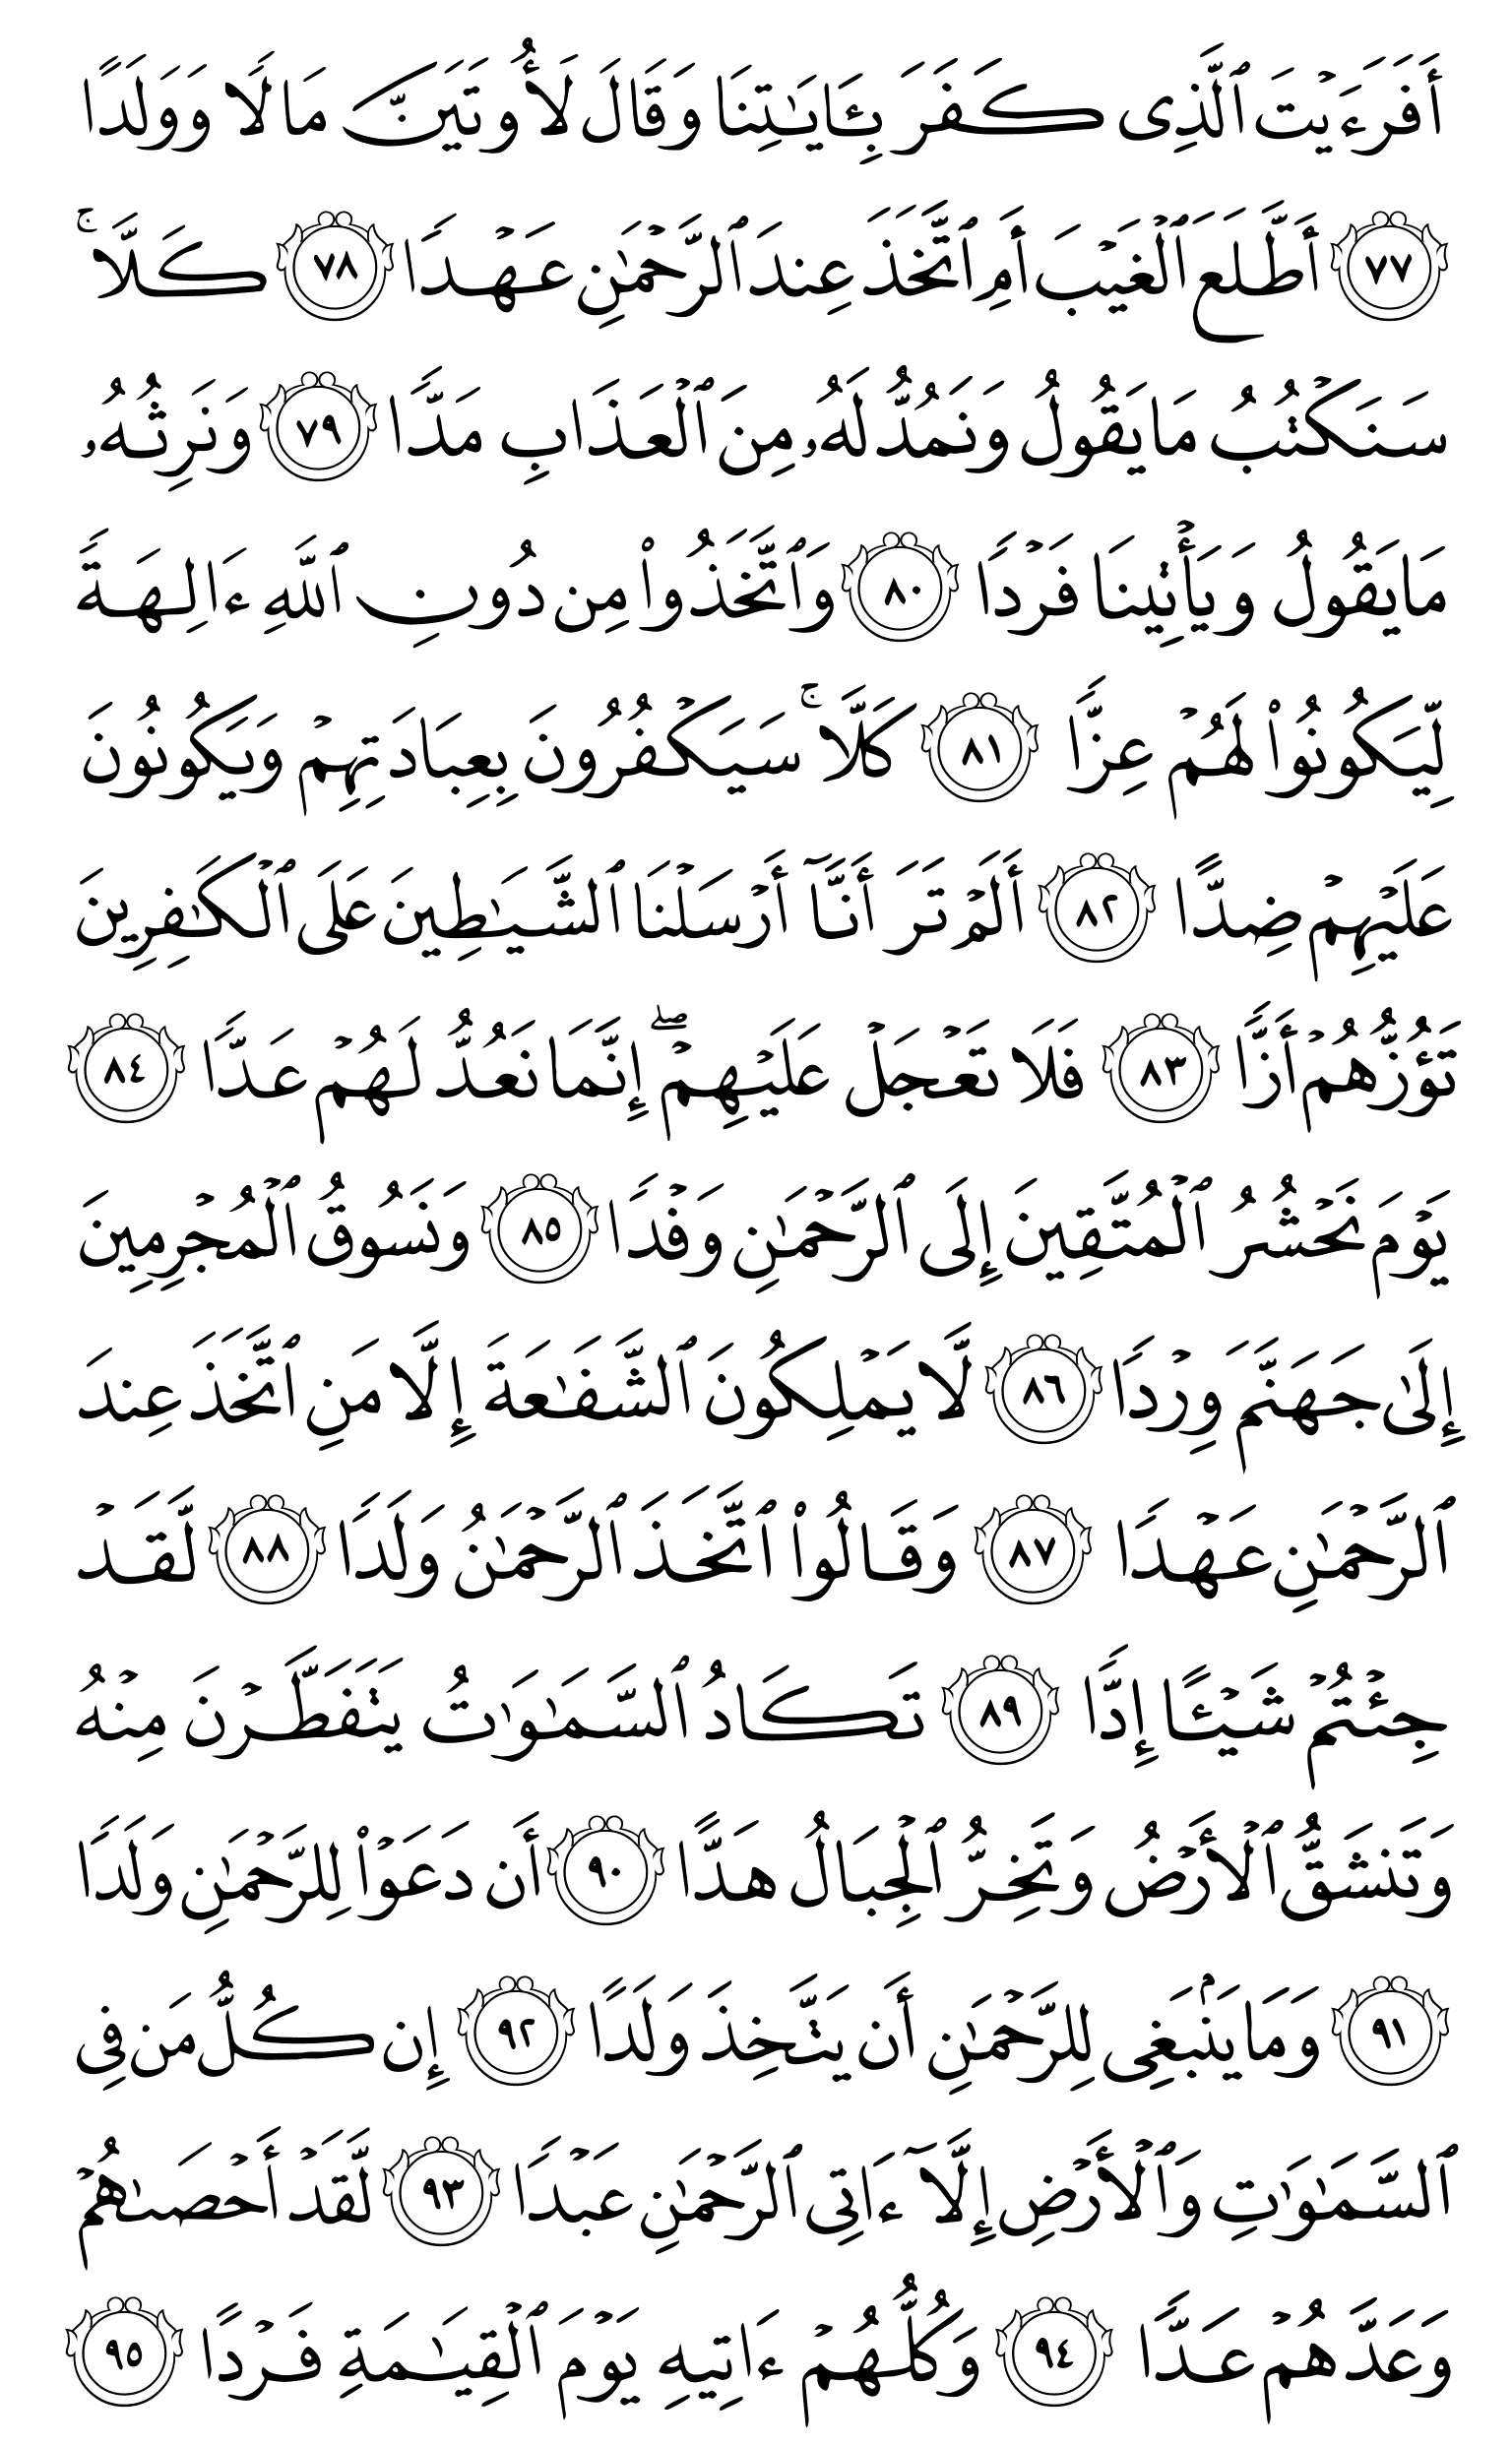 أَفَرَءَيۡتَ ٱلَّذِى كَفَرَ بِـَٔايَـٰتِنَا وَقَالَ لَأُوتَيَنَّ مَالًا وَوَلَدًا
٧٧ أَطَّلَعَ ٱلۡغَيۡبَ أَمِ ٱتَّخَذَ عِندَ ٱلرَّحۡمَـٰنِ عَهۡدًا ٧٨ كَلَّاۚ
سَنَكۡتُبُ مَا يَقُولُ وَنَمُدُّ لَهُۥ مِنَ ٱلۡعَذَابِ مَدًّا ٧٩ وَنَرِثُهُۥ
مَا يَقُولُ وَيَأۡتِينَا فَرۡدًا ٨٠ وَٱتَّخَذُواْ مِن دُونِ ٱللَّهِ ءَالِهَةً
لِّيَكُونُواْ لَهُمۡ عِزًّا ٨١ كَلَّاۚ سَيَكۡفُرُونَ بِعِبَادَتِهِمۡ وَيَكُونُونَ
عَلَيۡهِمۡ ضِدًّا ٨٢ أَلَمۡ تَرَ أَنَّآ أَرۡسَلۡنَا ٱلشَّيَـٰطِينَ عَلَى ٱلۡكَـٰفِرِينَ
تَؤُزُّهُمۡ أَزًّا ٨٣ فَلَا تَعۡجَلۡ عَلَيۡهِمۡۖ إِنَّمَا نَعُدُّ لَهُمۡ عَدًّا ٨٤
يَوۡمَ نَحۡشُرُ ٱلۡمُتَّقِينَ إِلَى ٱلرَّحۡمَـٰنِ وَفۡدًا ٨٥ وَنَسُوقُ ٱلۡمُجۡرِمِينَ
إِلَىٰ جَهَنَّمَ وِرۡدًا ٨٦ لَّا يَمۡلِكُونَ ٱلشَّفَـٰعَةَ إِلَّا مَنِ ٱتَّخَذَ عِندَ
ٱلرَّحۡمَـٰنِ عَهۡدًا ٨٧ وَقَالُواْ ٱتَّخَذَ ٱلرَّحۡمَـٰنُ وَلَدًا ٨٨ لَّقَدۡ
جِئۡتُمۡ شَيۡـًٔا إِدًّا ٨٩ تَكَادُ ٱلسَّمَـٰوَٰتُ يَتَفَطَّرۡنَ مِنۡهُ
وَتَنشَقُّ ٱلۡأَرۡضُ وَتَخِرُّ ٱلۡجِبَالُ هَدًّا ٩٠ أَن دَعَوۡاْ لِلرَّحۡمَـٰنِ وَلَدًا
٩١ وَمَا يَنۢبَغِى لِلرَّحۡمَـٰنِ أَن يَتَّخِذَ وَلَدًا ٩٢ إِن كُلُّ مَن فِى
ٱلسَّمَـٰوَٰتِ وَٱلۡأَرۡضِ إِلَّآ ءَاتِى ٱلرَّحۡمَـٰنِ عَبۡدًا ٩٣ لَّقَدۡ أَحۡصَىٰهُمۡ
وَعَدَّهُمۡ عَدًّا ٩٤ وَكُلُّهُمۡ ءَاتِيهِ يَوۡمَ ٱلۡقِيَـٰمَةِ فَرۡدًا ٩٥